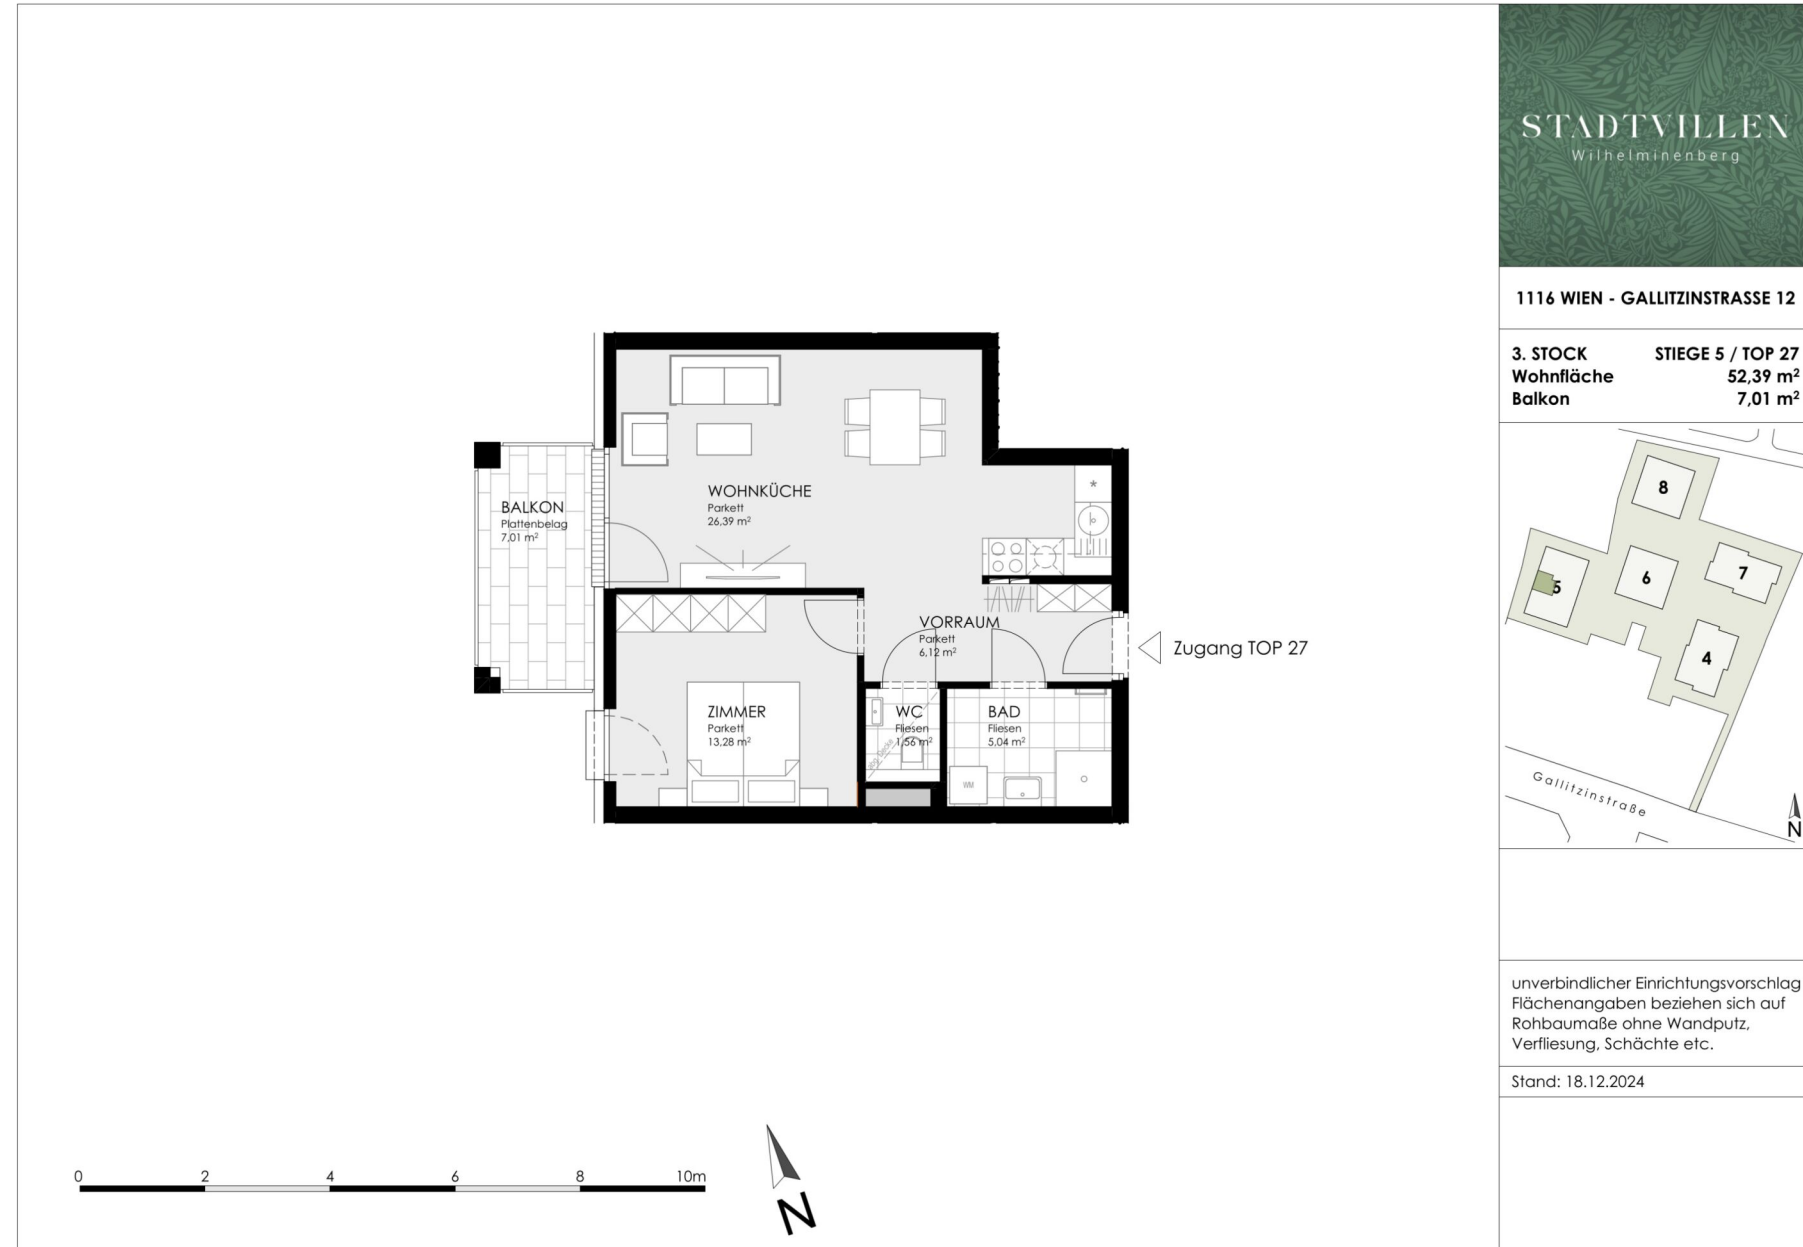 STADTVILLEN
Wilhelminenberg
1116 WIEN - GALLITZINSTRASSE 12
3. STOCK STIEGE 5 / TOP 27
Wohnfläche 52,39 m²
Balkon 7,01 m²
8
5
6
7
4
Gallitzinstraße
N
unverbindlicher Einrichtungsvorschlag
Flächenangaben beziehen sich auf
Rohbaumaße ohne Wandputz,
Verfliesung, Schächte etc.
Stand: 18.12.2024
BALKON
Plattenbelag
7,01 m²
WOHNKÜCHE
Parkett
26,39 m²
*
VORRAUM
Parkett
6,12 m²
Zugang TOP 27
ZIMMER
Parkett
13,28 m²
WC
Fliesen
1,56 m²
abg. Decke
BAD
Fliesen
5,04 m²
WM
0 2 4 6 8 10m
N